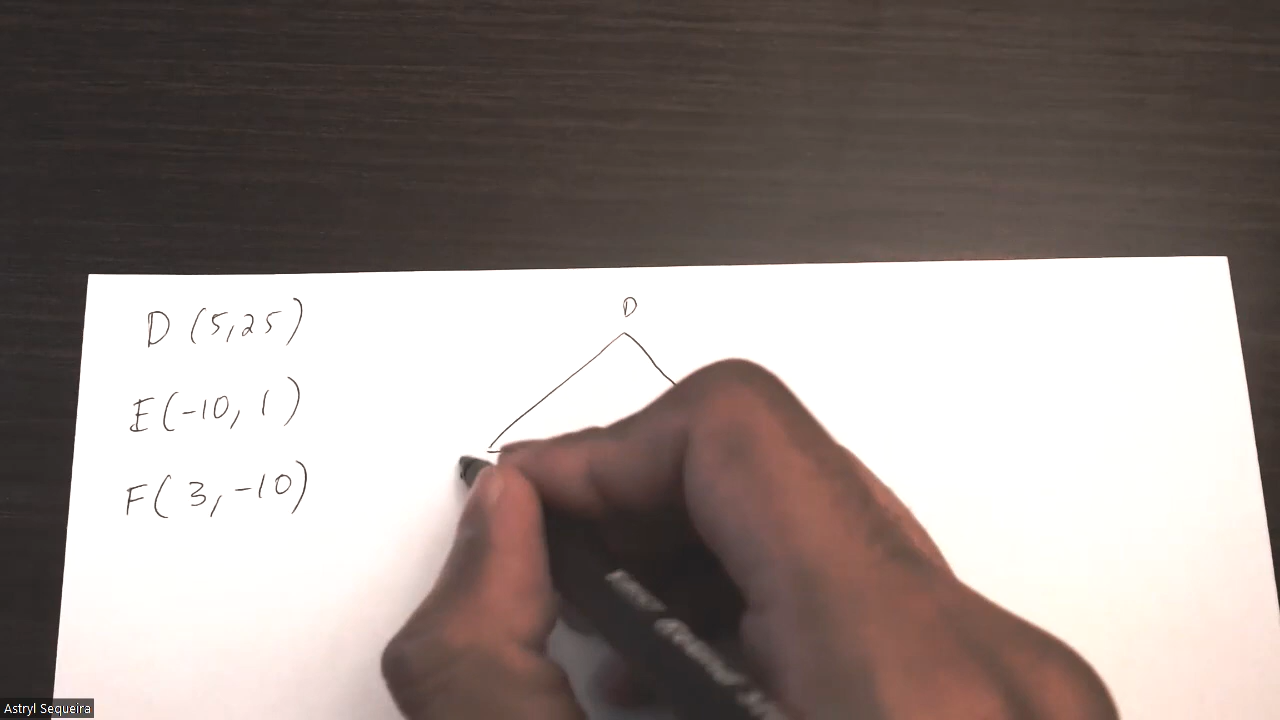 D (5,25)
D
E(-10, 1)
F( 3, -10)
Astryl Sequeira